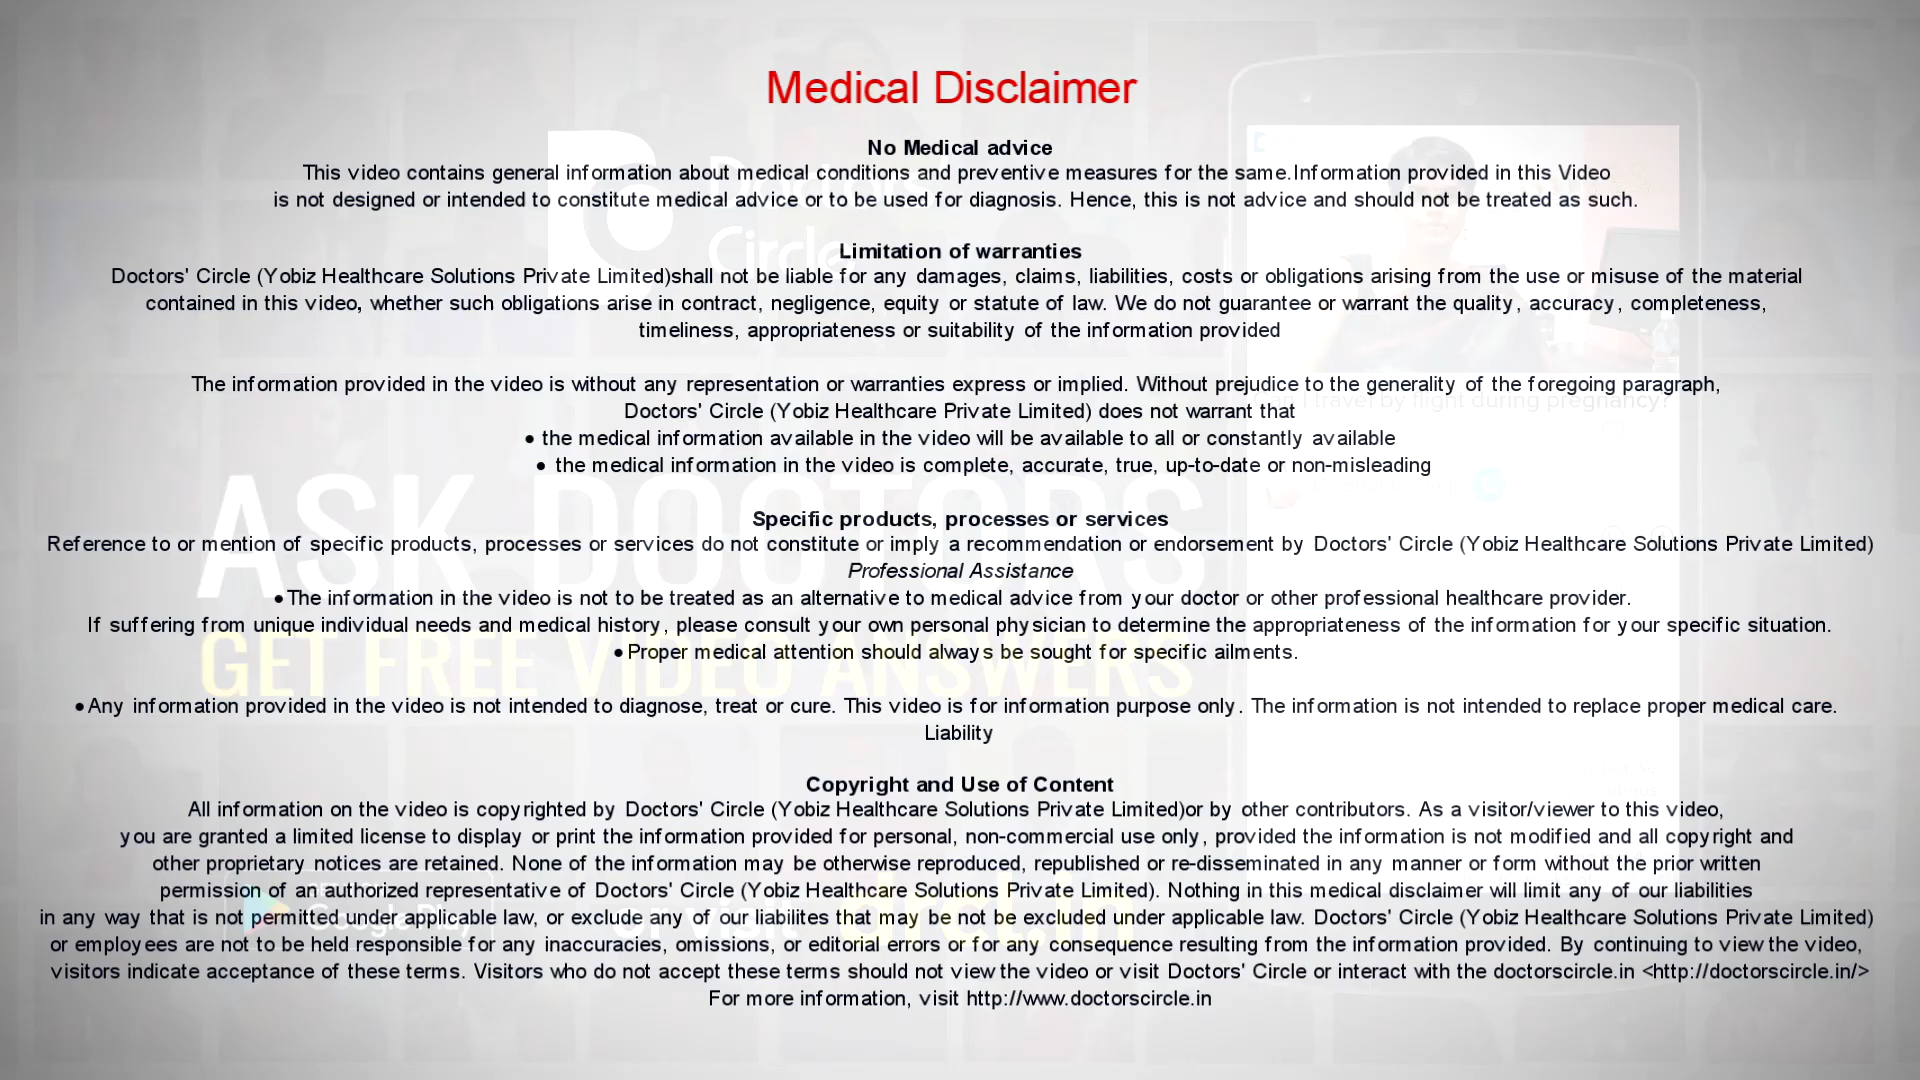 Medical Disclaimer
No Medical advice
This video contains general information about medical conditions and preventive measures for the same.Information provided in this Video
is not designed or intended to constitute medical advice or to be used for diagnosis. Hence, this is not advice and should not be treated as such.
Doctors'
Circle
Limitation of warranties
Doctors' Circle (Yobiz Healthcare Solutions Private Limited)shall not be liable for any damages, claims, liabilities, costs or obligations arising from the use or misuse of the material
contained in this video, whether such obligations arise in contract, negligence, equity or statute of law. We do not guarantee or warrant the quality, accuracy, completeness,
timeliness, appropriateness or suitability of the information provided
The information provided in the video is without any representation or warranties express or implied. Without prejudice to the generality of the foregoing paragraph,
Can I travel by flight during pregnancy?
Doctors' Circle (Yobiz Healthcare Private Limited) does not warrant that
• the medical information available in the video will be available to all or constantly available
• the medical information in the video is complete, accurate, true, up-to-date or non-misleading
ASK DOCTORS
Specific products, processes or services
Reference to or mention of specific products, processes or services do not constitute or imply a recommendation or endorsement by Doctors' Circle (Yobiz Healthcare Solutions Private Limited)
Professional Assistance
•The information in the video is not to be treated as an alternative to medical advice from your doctor or other professional healthcare provider.
If suffering from unique individual needs and medical history, please consult your own personal physician to determine the appropriateness of the information for your specific situation.
•Proper medical attention should always be sought for specific ailments.
GET FREE VIDEO ANSWERS
•Any information provided in the video is not intended to diagnose, treat or cure. This video is for information purpose only. The information is not intended to replace proper medical care.
Liability
Copyright and Use of Content
All information on the video is copyrighted by Doctors' Circle (Yobiz Healthcare Solutions Private Limited)or by other contributors. As a visitor/viewer to this video,
you are granted a limited license to display or print the information provided for personal, non-commercial use only, provided the information is not modified and all copyright and
other proprietary notices are retained. None of the information may be otherwise reproduced, republished or re-disseminated in any manner or form without the prior written
permission of an authorized representative of Doctors' Circle (Yobiz Healthcare Solutions Private Limited). Nothing in this medical disclaimer will limit any of our liabilities
in any way that is not permitted under applicable law, or exclude any of our liabilites that may be not be excluded under applicable law. Doctors' Circle (Yobiz Healthcare Solutions Private Limited)
Google Play
or visit drcl.in
or employees are not to be held responsible for any inaccuracies, omissions, or editorial errors or for any consequence resulting from the information provided. By continuing to view the video,
visitors indicate acceptance of these terms. Visitors who do not accept these terms should not view the video or visit Doctors' Circle or interact with the doctorscircle.in <http://doctorscircle.in/>
For more information, visit http://www.doctorscircle.in